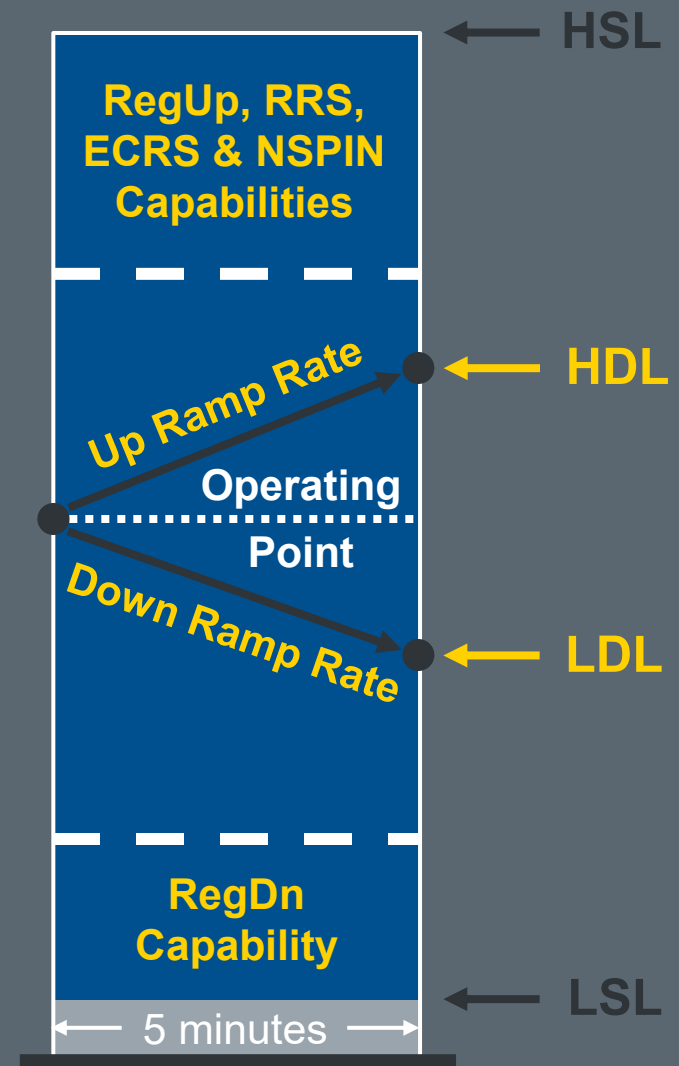 HSL
RegUp, RRS,
ECRS & NSPIN
Capabilities
Up Ramp Rate
HDL
Operating
Point
Down Ramp Rate
LDL
RegDn
Capability
LSL
5 minutes